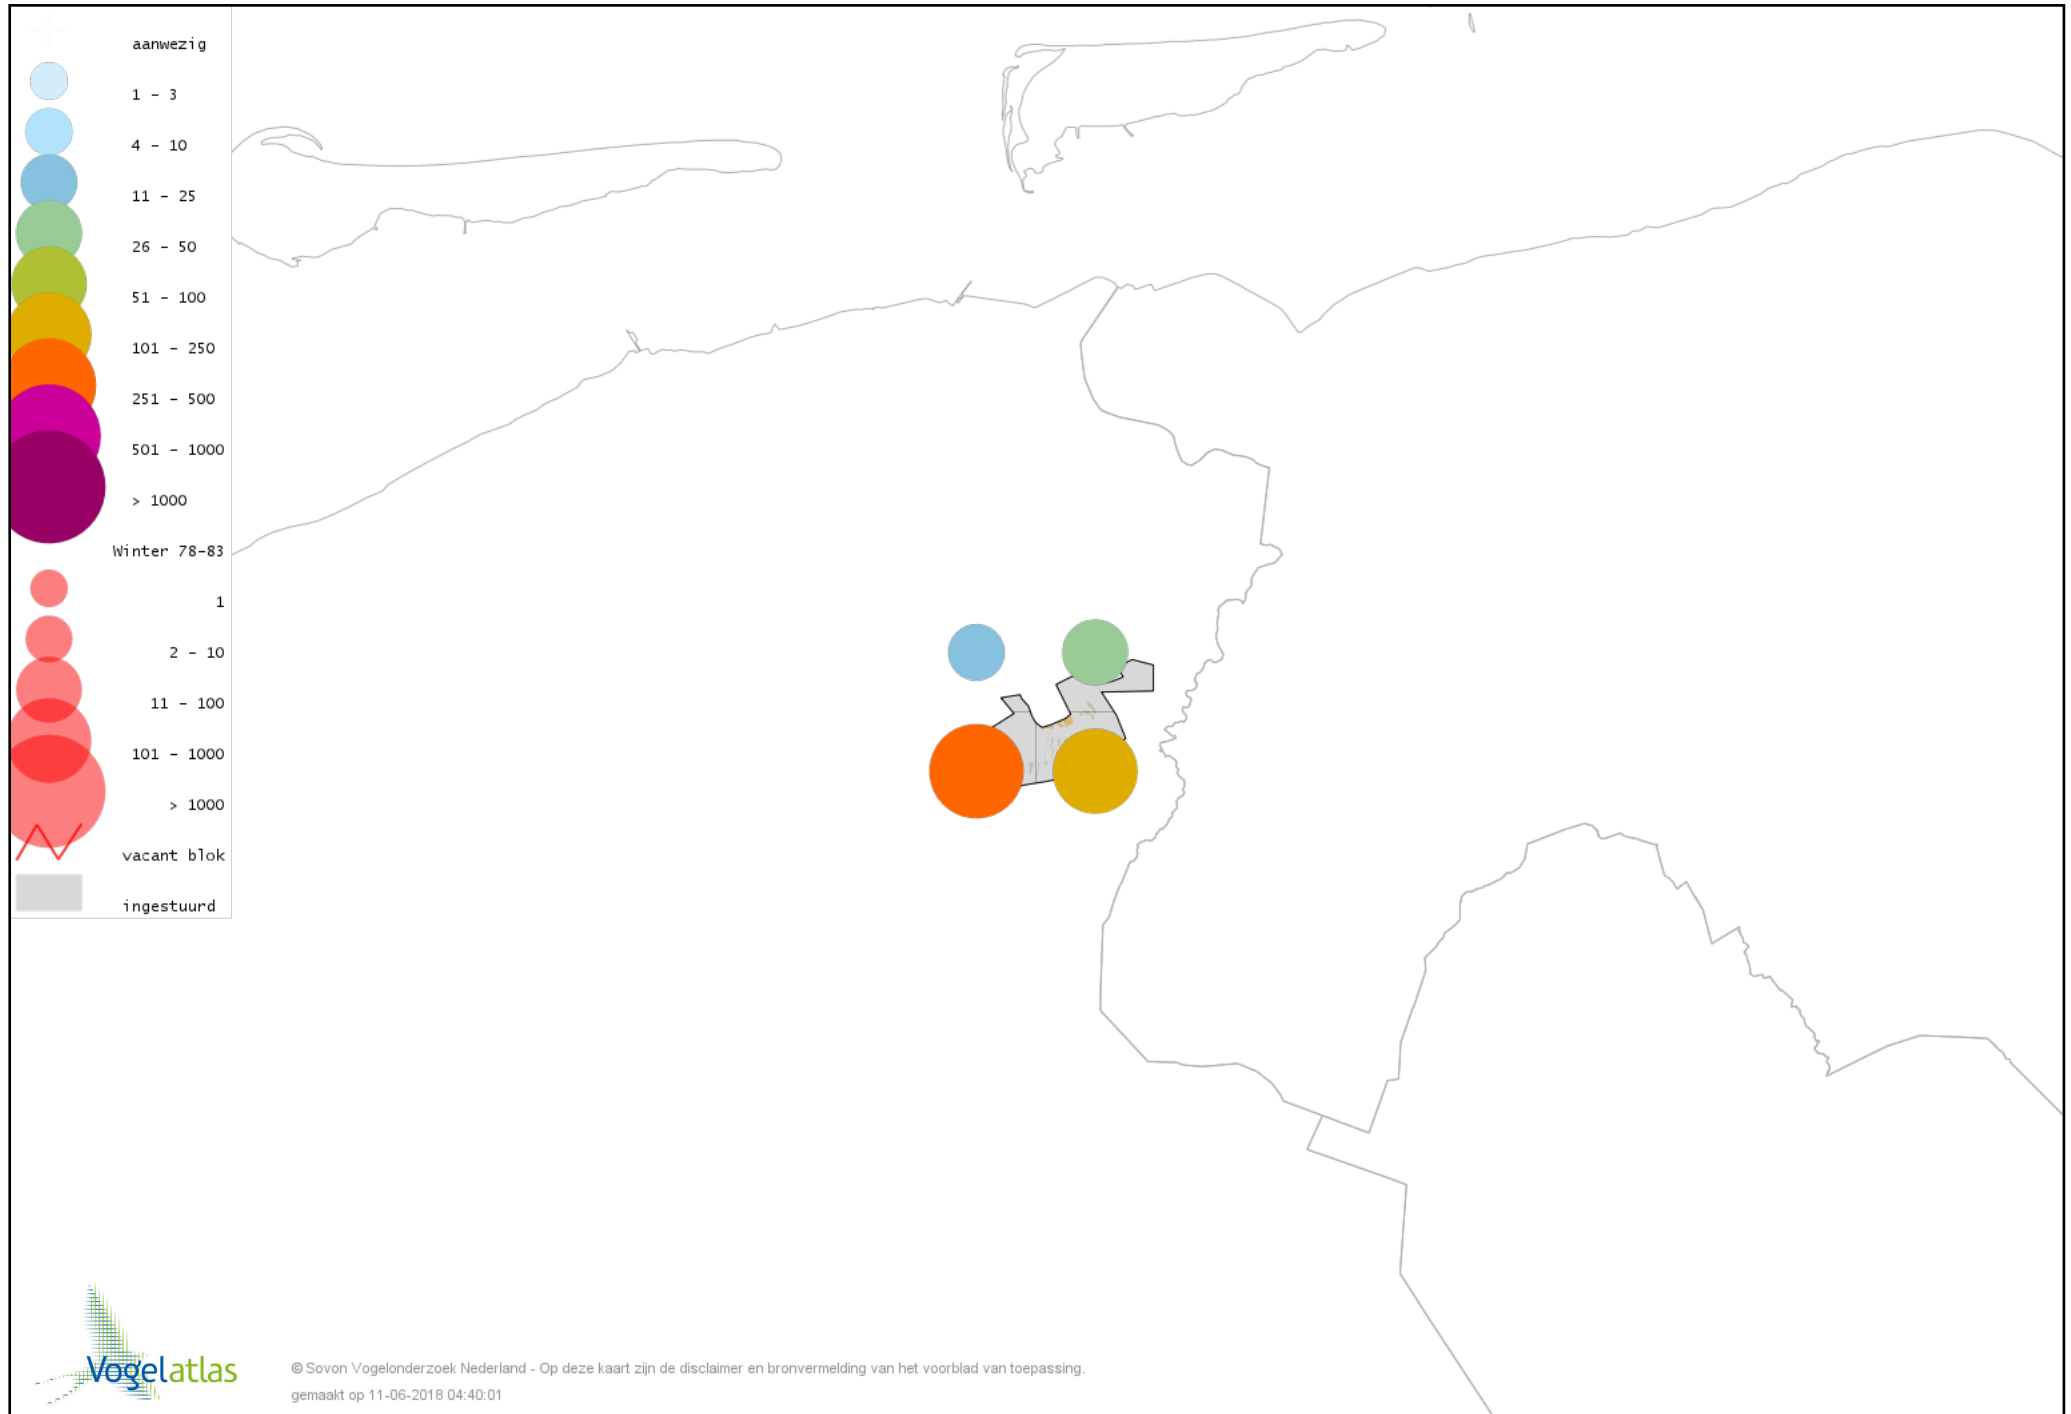 aanwezig
1 - 3
4 - 10
11 - 25
26 - 50
51 - 100
101 - 250
251 - 500
501 - 1000
> 1000
Winter 78-83
1
2 - 10
11 - 100
101 - 1000
> 1000
vacant blok
ingestuurd
Vogelatlas
© Sovon Vogelonderzoek Nederland - Op deze kaart zijn de disclaimer en bronvermelding van het voorblad van toepassing.
gemaakt op 11-06-2018 04:40:01